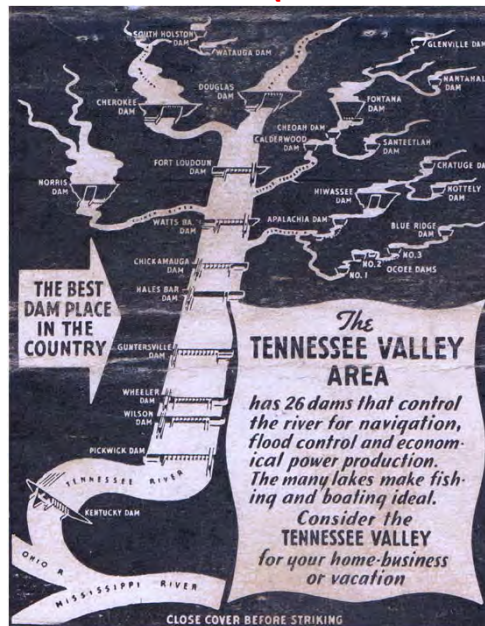 SOUTH HOLSTON
DAM
WATAUGA DAM
GLENVILLE DAM
NANTAHALA
DAM
CHEROKEE
DAM
DOUGLAS
DAM
FONTANA
DAM
CHEOAH DAM
CALDERWOOD
DAM
SANTEETLAH
DAM
FORT LOUDOUN
DAM
CHATUGE DAM
NORRIS
DAM
HIWASSEE
DAM
NOTTELY
DAM
WATTS BAR
DAM
APALACHIA DAM
BLUE RIDGE
DAM
NO.1
NO.2
NO.3
OCOEE DAMS
CHICKAMAUGA
DAM
HALES BAR
DAM
THE BEST
DAM PLACE
IN THE
COUNTRY
GUNTERSVILLE
DAM
WHEELER
DAM
WILSON
DAM
PICKWICK DAM
TENNESSEE RIVER
KENTUCKY DAM
OHIO R
MISSISSIPPI RIVER
The
TENNESSEE VALLEY
AREA
has 26 dams that control
the river for navigation,
flood control and econom-
ical power production.
The many lakes make fish-
ing and boating ideal.
Consider the
TENNESSEE VALLEY
for your home-business
or vacation
CLOSE COVER BEFORE STRIKING